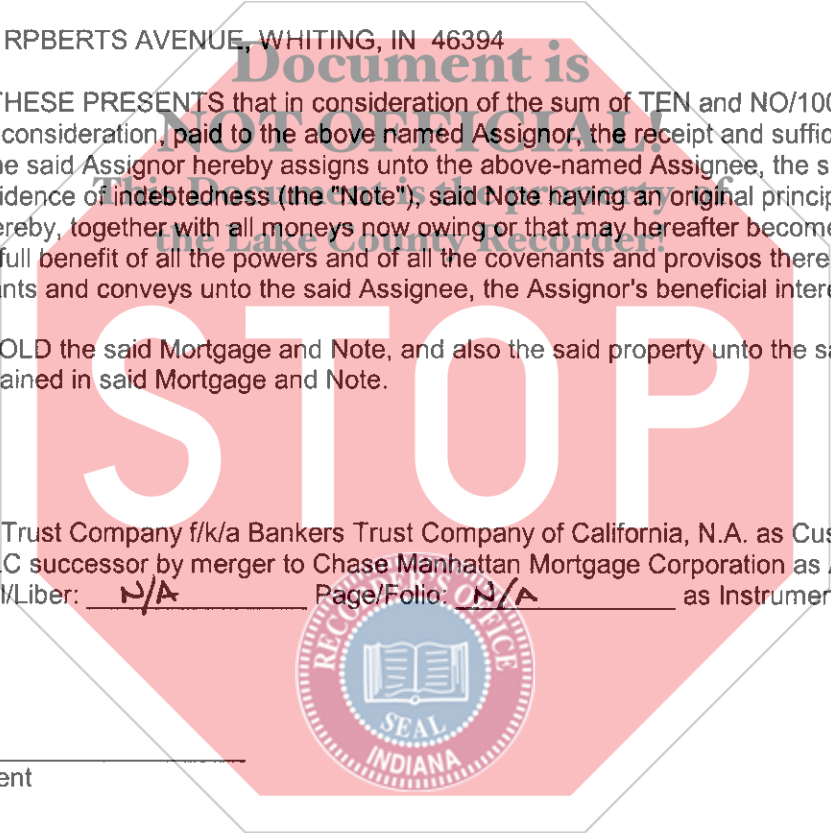 RPBERTS AVENUE, WHITING, IN 46394
Document is
THESE PRESENTS that in consideration of the sum of TEN and NO/100
NOT OFFICIAL!
consideration, paid to the above named Assignor, the receipt and suffic
he said Assignor hereby assigns unto the above-named Assignee, the s
This Document is the property of
idence of indebtedness (the "Note"), said Note having an original princip
ereby, together with all moneys now owing or that may hereafter become
the Lake County Recorder!
full benefit of all the powers and of all the covenants and provisos there
ants and conveys unto the said Assignee, the Assignor's beneficial intere
STOP
OLD the said Mortgage and Note, and also the said property unto the sa
ained in said Mortgage and Note.
Trust Company f/k/a Bankers Trust Company of California, N.A. as Cus
LC successor by merger to Chase Manhattan Mortgage Corporation as A
l/Liber: N/A Page/Folio: N/A as Instrumen
RECORDER'S OFFICE
SEAL
INDIANA
ent